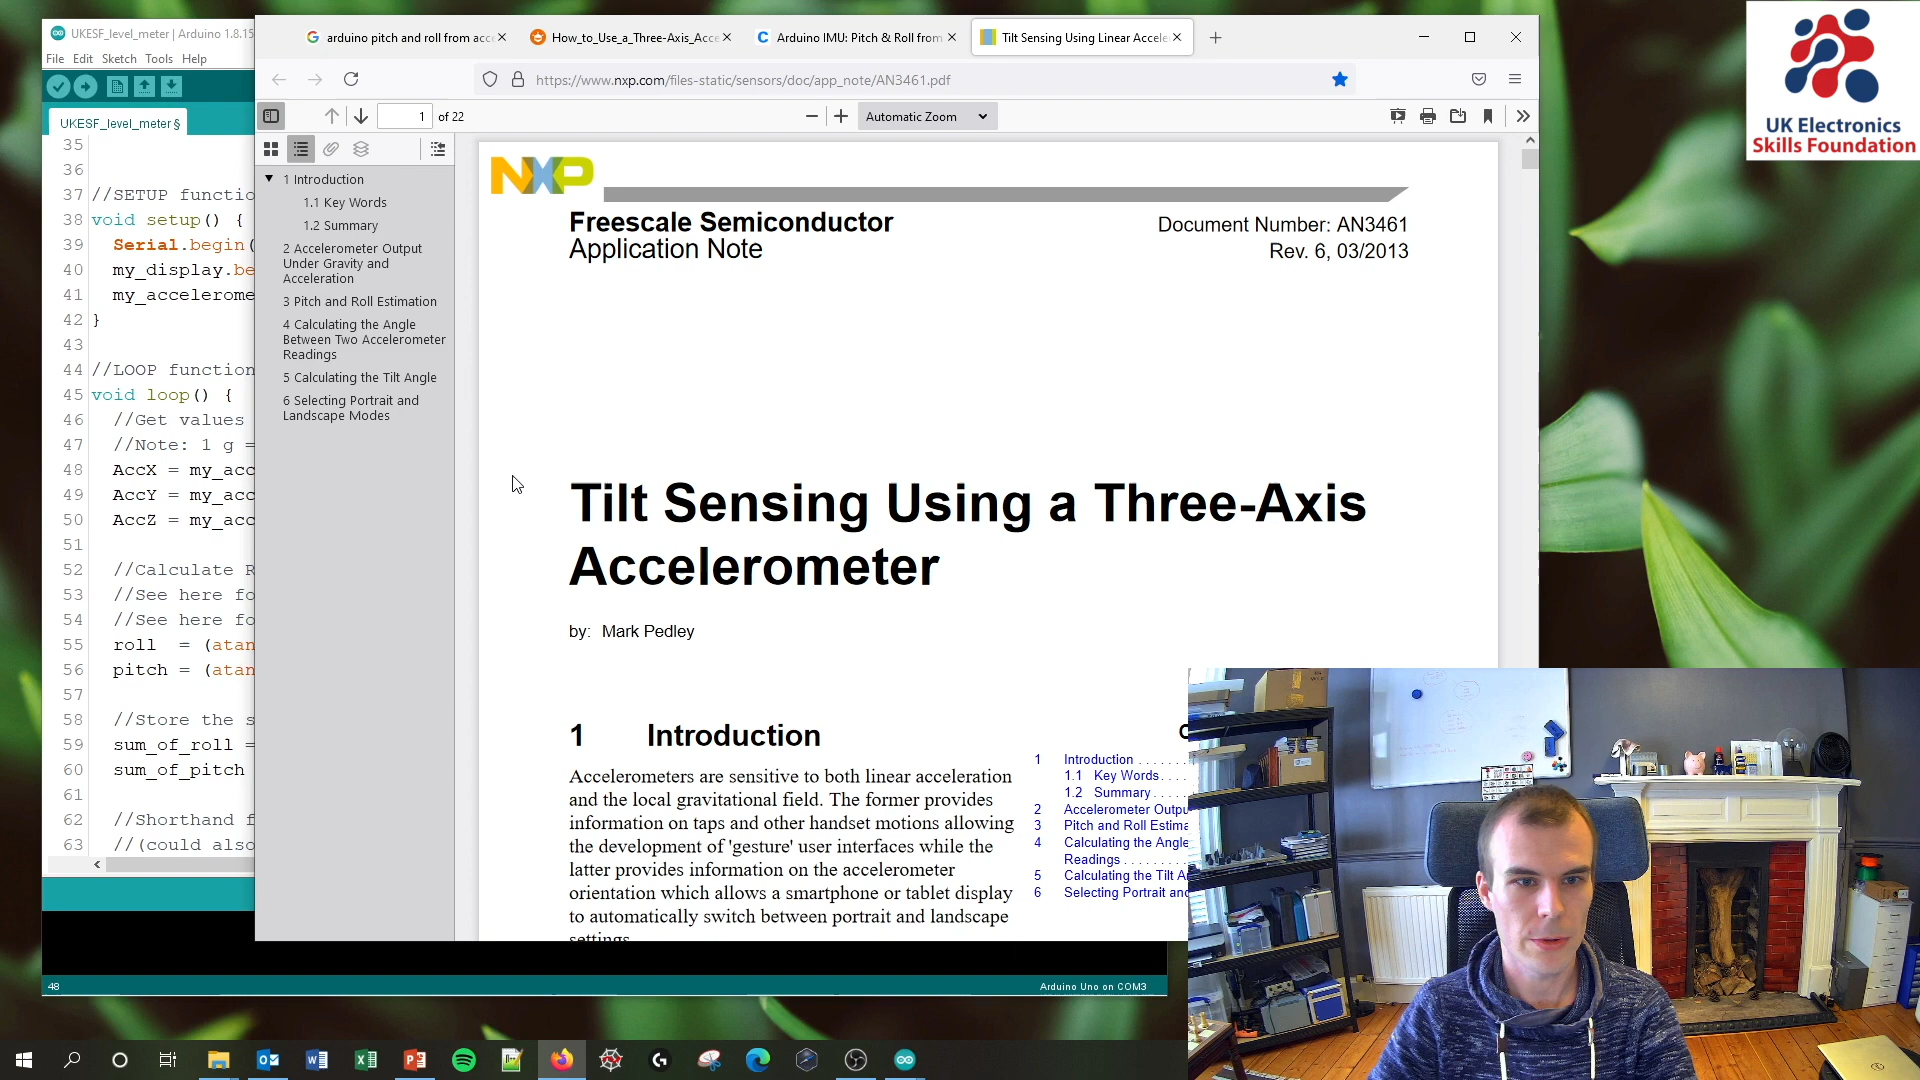 UKESF_level_meter | Arduino 1.8.15
File Edit Sketch Tools Help
UKESF_level_meter §
35
36
37 //SETUP functio
38 void setup() {
39 Serial.begin(
40 my_display.be
41 my_accelerome
42 }
43
44 //LOOP function
45 void loop() {
46 //Get values
47 //Note: 1 g =
48 AccX = my_acc
49 AccY = my_acc
50 AccZ = my_acc
51
52 //Calculate R
53 //See here fo
54 //See here fo
55 roll = (atan
56 pitch = (atan
57
58 //Store the s
59 sum_of_roll =
60 sum_of_pitch
61
62 //Shorthand f
63 //(could also
48
Arduino Uno on COM3
arduino pitch and roll from acce
How_to_Use_a_Three-Axis_Acce
Arduino IMU: Pitch & Roll from
Tilt Sensing Using Linear Accele
https://www.nxp.com/files-static/sensors/doc/app_note/AN3461.pdf
1 of 22
Automatic Zoom
1 Introduction
1.1 Key Words
1.2 Summary
2 Accelerometer Output
Under Gravity and
Acceleration
3 Pitch and Roll Estimation
4 Calculating the Angle
Between Two Accelerometer
Readings
5 Calculating the Tilt Angle
6 Selecting Portrait and
Landscape Modes
NXP
Freescale Semiconductor
Application Note
Document Number: AN3461
Rev. 6, 03/2013
Tilt Sensing Using a Three-Axis
Accelerometer
by: Mark Pedley
1 Introduction
Accelerometers are sensitive to both linear acceleration
and the local gravitational field. The former provides
information on taps and other handset motions allowing
the development of 'gesture' user interfaces while the
latter provides information on the accelerometer
orientation which allows a smartphone or tablet display
to automatically switch between portrait and landscape
settings.
1 Introduction . . . . . . .
1.1 Key Words. . . .
1.2 Summary . . . . .
2 Accelerometer Outpu
3 Pitch and Roll Estima
4 Calculating the Angle
Readings . . . . . . . . .
5 Calculating the Tilt A
6 Selecting Portrait and
UK Electronics
Skills Foundation